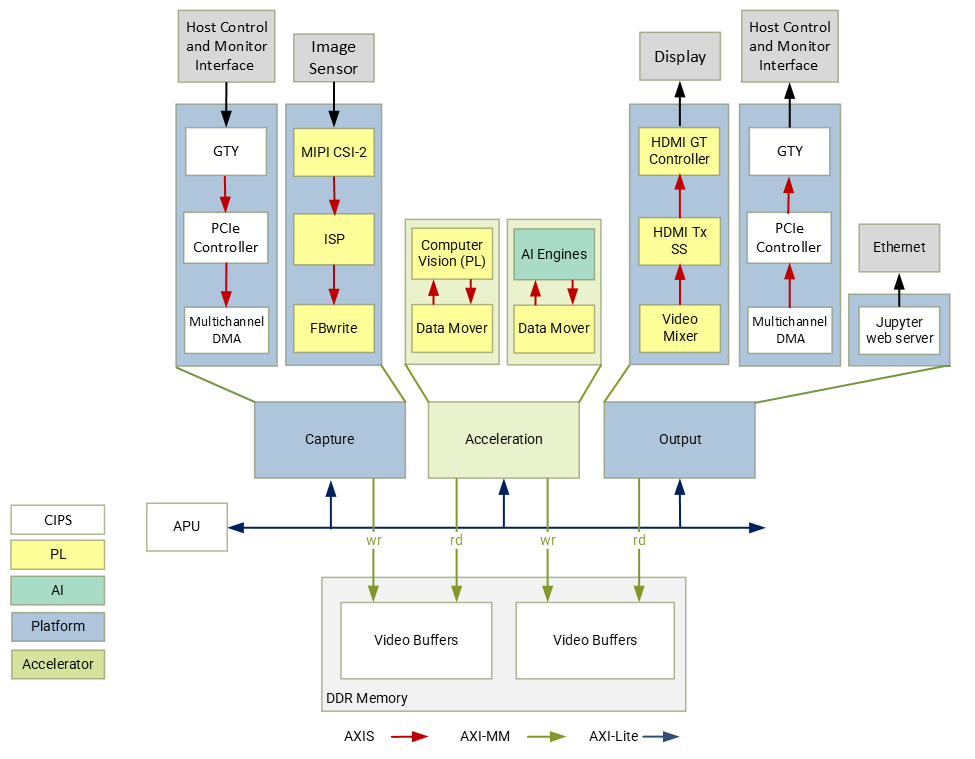 Host Control
and Monitor
Interface
Image
Sensor
Display
Host Control
and Monitor
Interface
GTY
MIPI CSI-2
HDMI GT
Controller
GTY
PCIe
Controller
ISP
Computer
Vision (PL)
AI Engines
HDMI Tx
SS
PCIe
Controller
Ethernet
Multichannel
DMA
FBwrite
Data Mover
Data Mover
Video
Mixer
Multichannel
DMA
Jupyter
web server
Capture
Acceleration
Output
CIPS
PL
AI
Platform
Accelerator
APU
wr
rd
wr
rd
Video Buffers
Video Buffers
DDR Memory
AXIS
AXI-MM
AXI-Lite